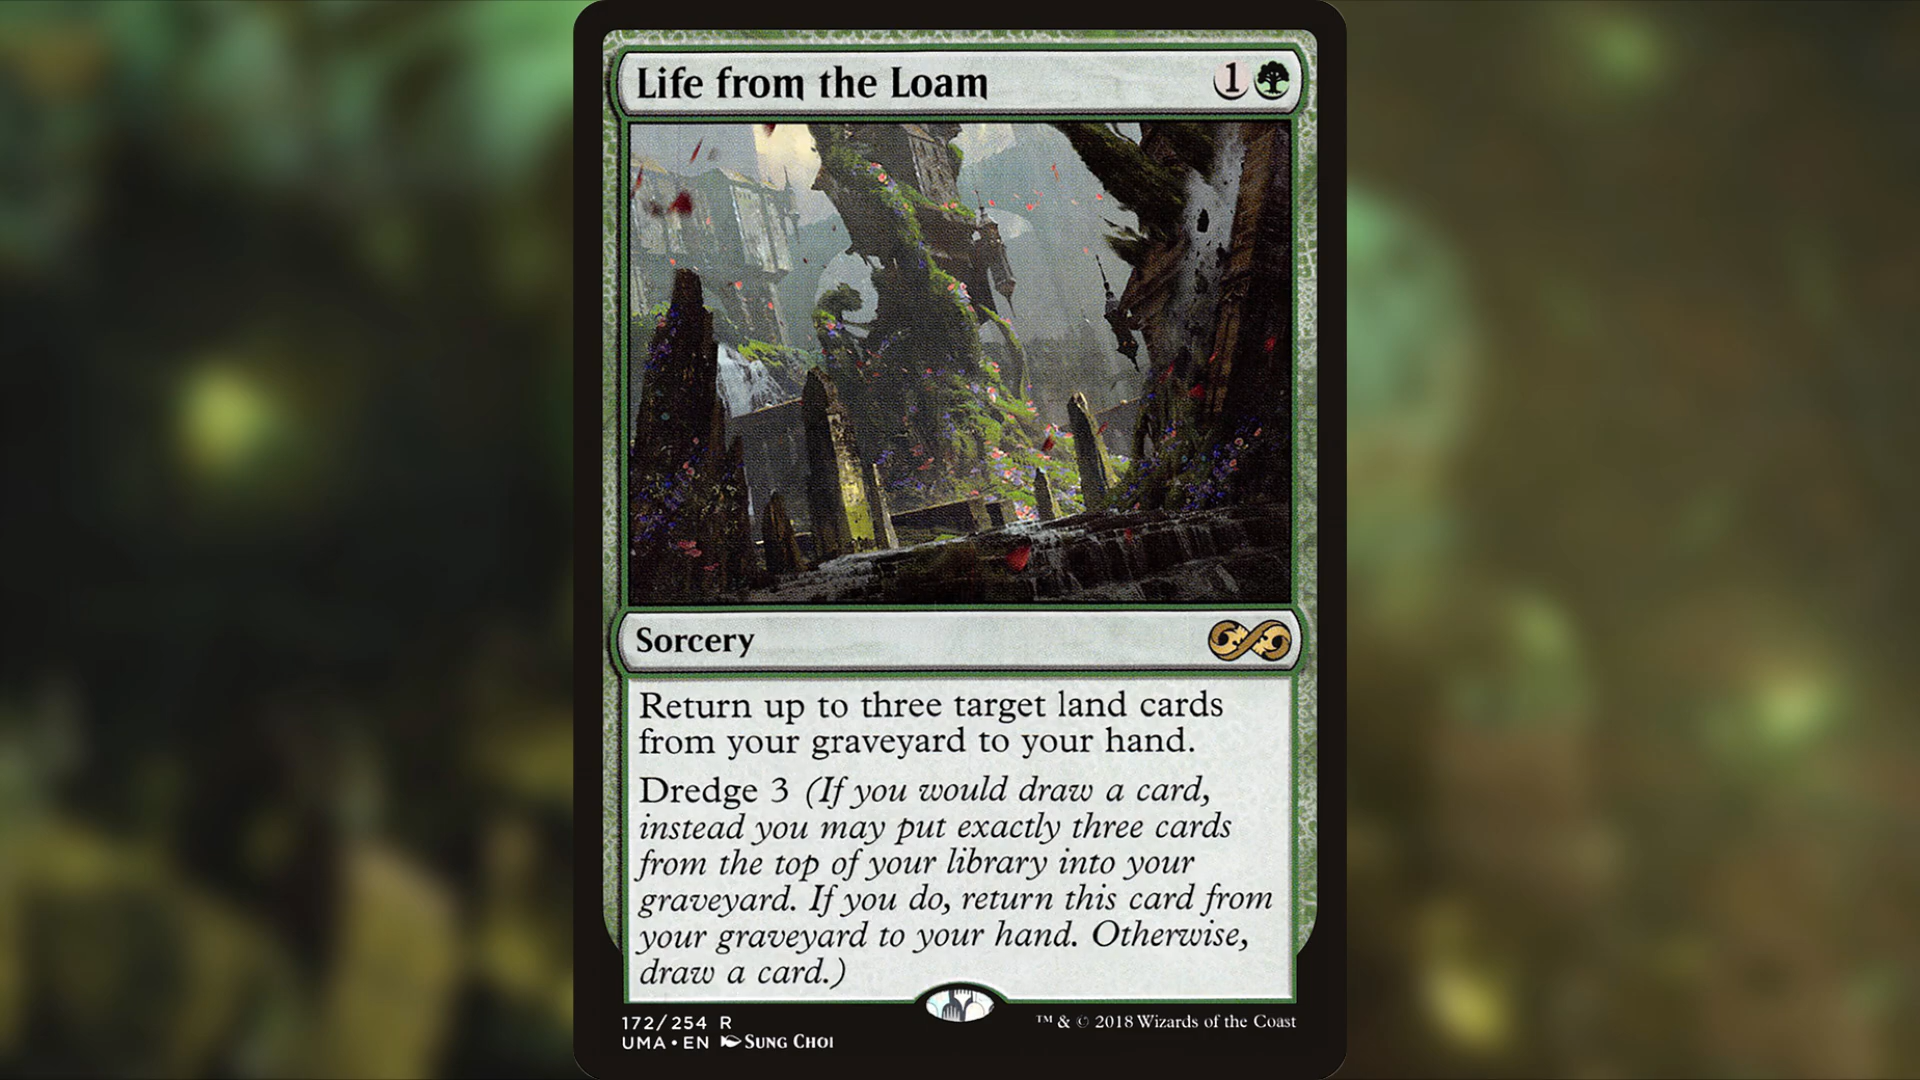 Life from the Loam 1
Sorcery
Return up to three target land cards
from your graveyard to your hand.
Dredge 3 (If you would draw a card,
instead you may put exactly three cards
from the top of your library into your
graveyard. If you do, return this card from
your graveyard to your hand. Otherwise,
draw a card.)
172/254 R
™ & © 2018 Wizards of the Coast
UMA • EN Sung Choi